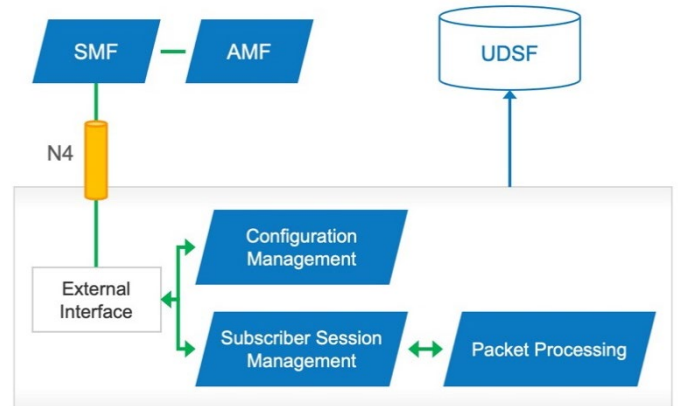 SMF
AMF
UDSF
N4
Configuration
Management
External
Interface
Subscriber Session
Management
Packet Processing